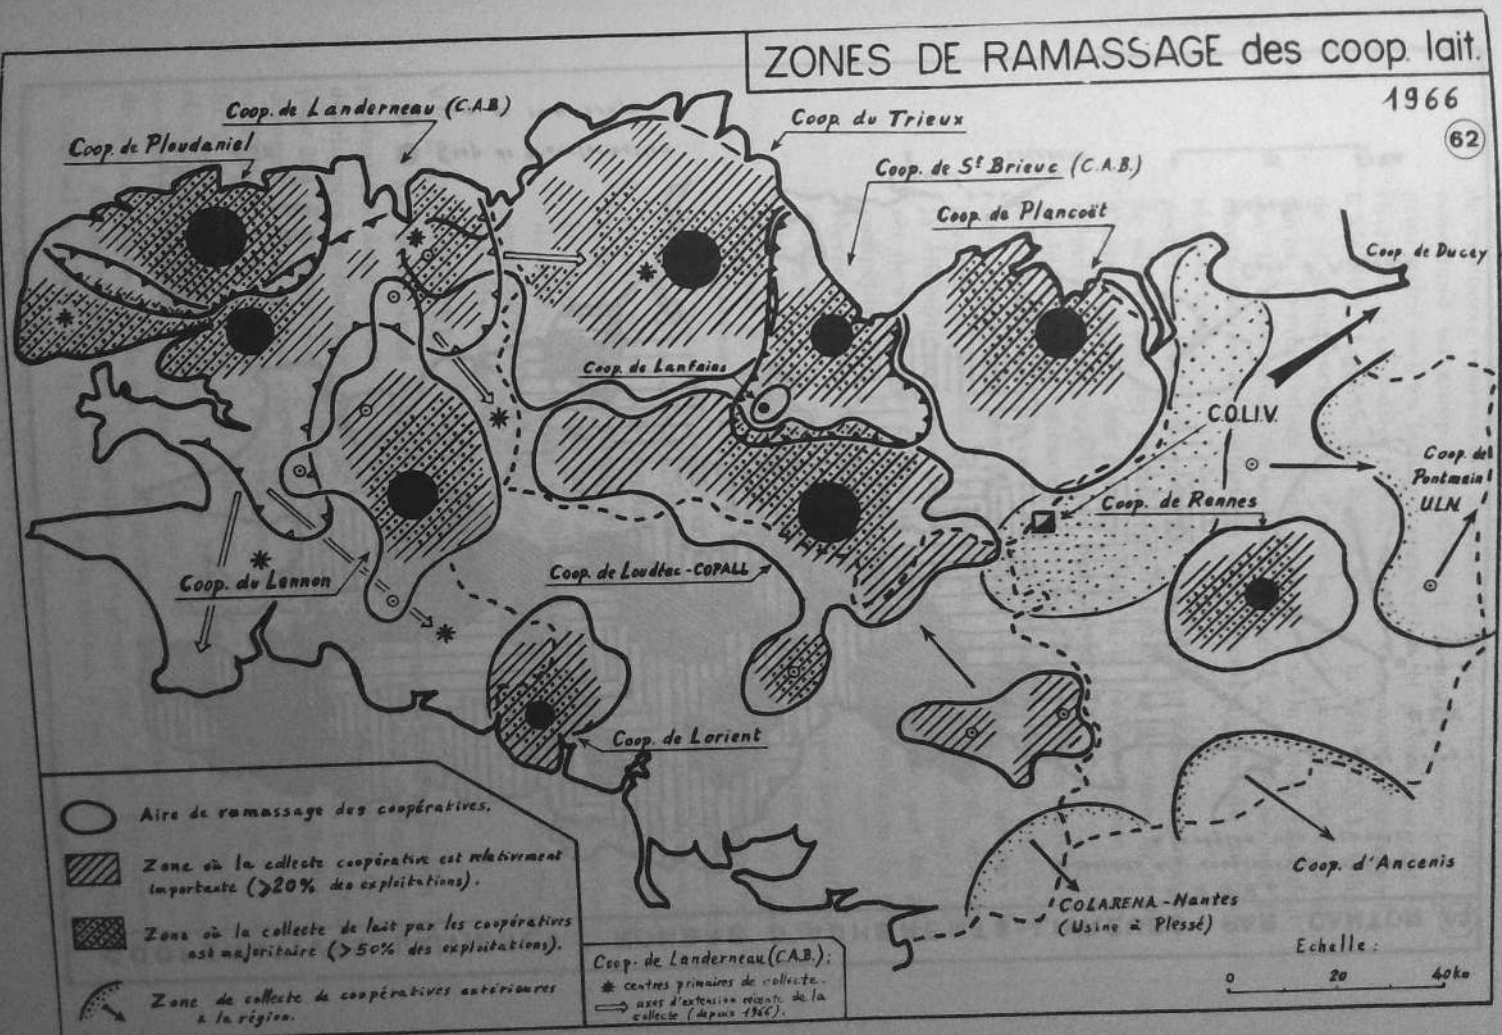 ZONES DE RAMASSAGE des coop. lait.
1966
62
Coop. de Landerneau (C.A.B.)
Coop. de Ploudaniel
Coop. du Trieux
Coop. de St Brieuc (C.A.B.)
Coop. de Plancoët
Coop. de Ducey
Coop. de Lanfains
C.O.L.I.V.
Coop. de
Pontmain
U.L.N.
Coop. de Rennes
Coop. du Lennon
Coop. de Loudéac-COPALL
Coop. de Lorient
Coop. d'Ancenis
COLARENA-Nantes
(Usine à Plessé)
Echelle :
0 20 40km
Aire de ramassage des coopératives.
Zone où la collecte coopérative est relativement
importante (>20% des exploitations).
Zone où la collecte de lait par les coopératives
est majoritaire (>50% des exploitations).
Zone de collecte de coopératives extérieures
à la région.
Coop. de Landerneau (C.A.B.) :
centres primaires de collecte.
axes d'extension récente de la
collecte (depuis 1966).